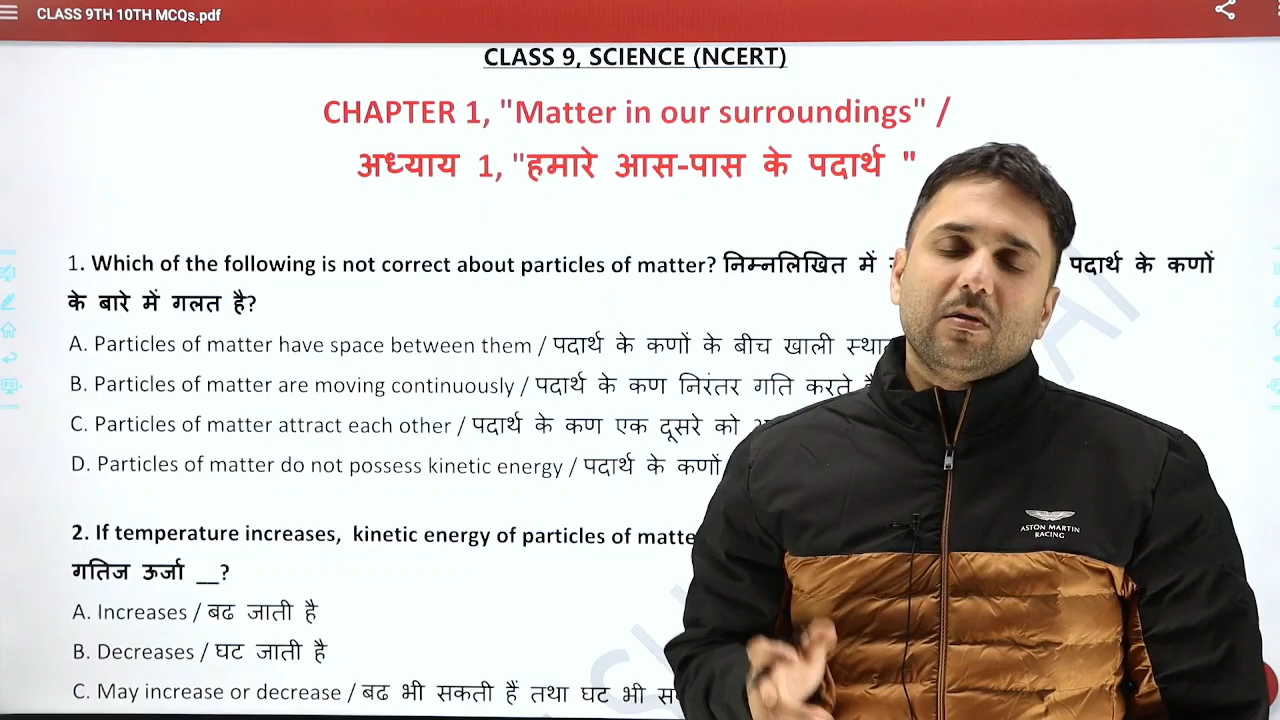 CLASS 9TH 10TH MCQs.pdf
CLASS 9, SCIENCE (NCERT)
CHAPTER 1, "Matter in our surroundings" /
अध्याय 1, "हमारे आस-पास के पदार्थ "
1. Which of the following is not correct about particles of matter? निम्नलिखित में पदार्थ के कणों
के बारे में गलत है?
A. Particles of matter have space between them / पदार्थ के कणों के बीच खाली
B. Particles of matter are moving continuously / पदार्थ के कण निरंतर गति करते
C. Particles of matter attract each other / पदार्थ के कण एक दूसरे को
D. Particles of matter do not possess kinetic energy / पदार्थ के कणों
2. If temperature increases, kinetic energy of particles of
गतिज ऊर्जा __?
A. Increases / बढ जाती है
B. Decreases / घट जाती है
C. May increase or decrease / बढ भी सकती हैं तथा घट भी
ASTON MARTIN
RACING